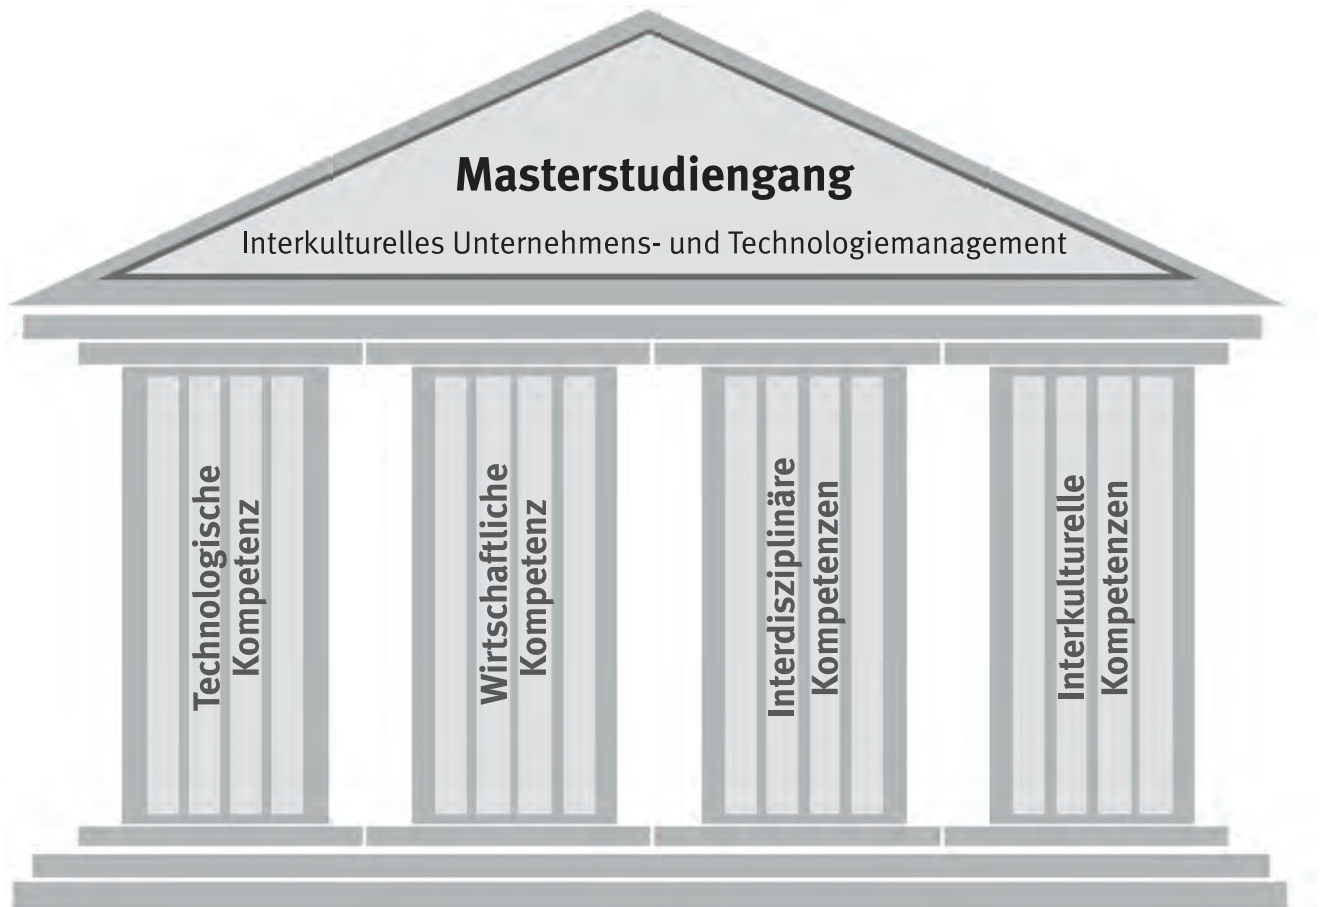 Masterstudiengang
Interkulturelles Unternehmens- und Technologiemanagement
Technologische
Kompetenz
Wirtschaftliche
Kompetenz
Interdisziplinäre
Kompetenzen
Interkulturelle
Kompetenzen